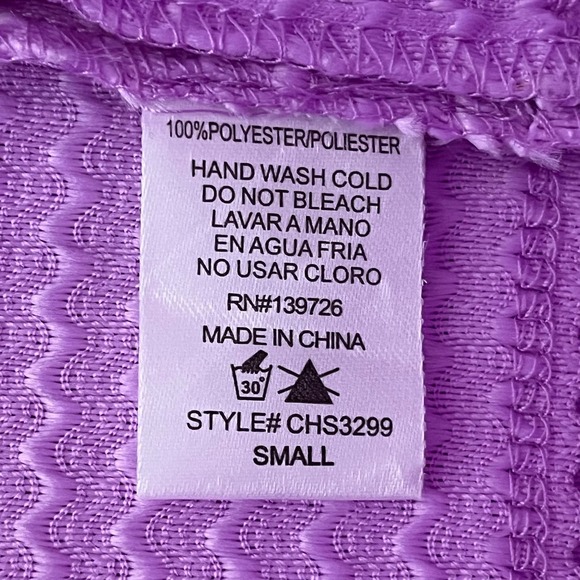 100%POLYESTER/POLIESTER
HAND WASH COLD
DO NOT BLEACH
LAVAR A MANO
EN AGUA FRIA
NO USAR CLORO
RN#139726
MADE IN CHINA
30°
STYLE# CHS3299
SMALL